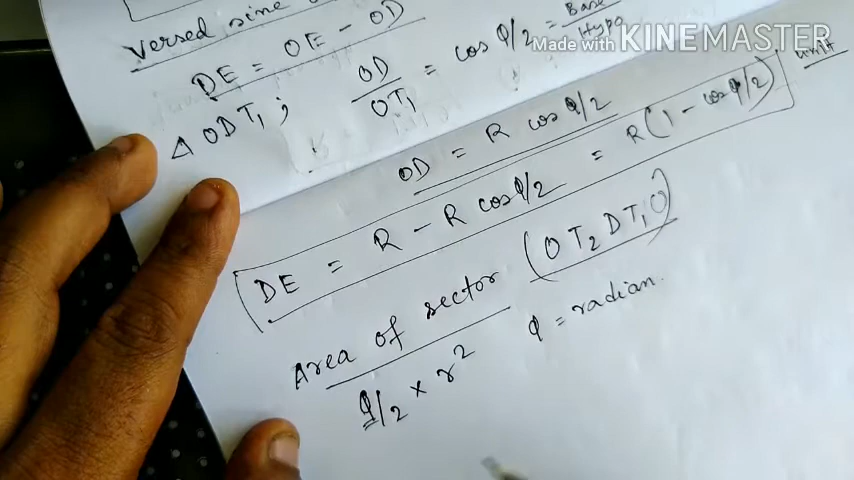 versed sine
DE = OE - OD
Δ ODT₁ ; OD/OT₁ = cos φ/2 = Base/Hypo
Made with KINEMASTER
OD = R cos φ/2
DE = R - R cos φ/2 = R(1 - cos φ/2)
Area of sector (OT₂DT₁O)
φ/2 × r² φ = radian.